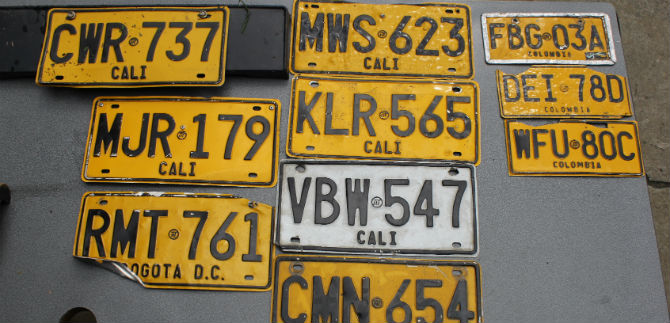 CWR 737
CALI
MJR 179
CALI
RMT 761
BOGOTA D.C.
MWS 623
CALI
KLR 565
CALI
VBW 547
CALI
CMN 654
FBG 03A
COLOMBIA
DEI 78D
COLOMBIA
WFU 80C
COLOMBIA